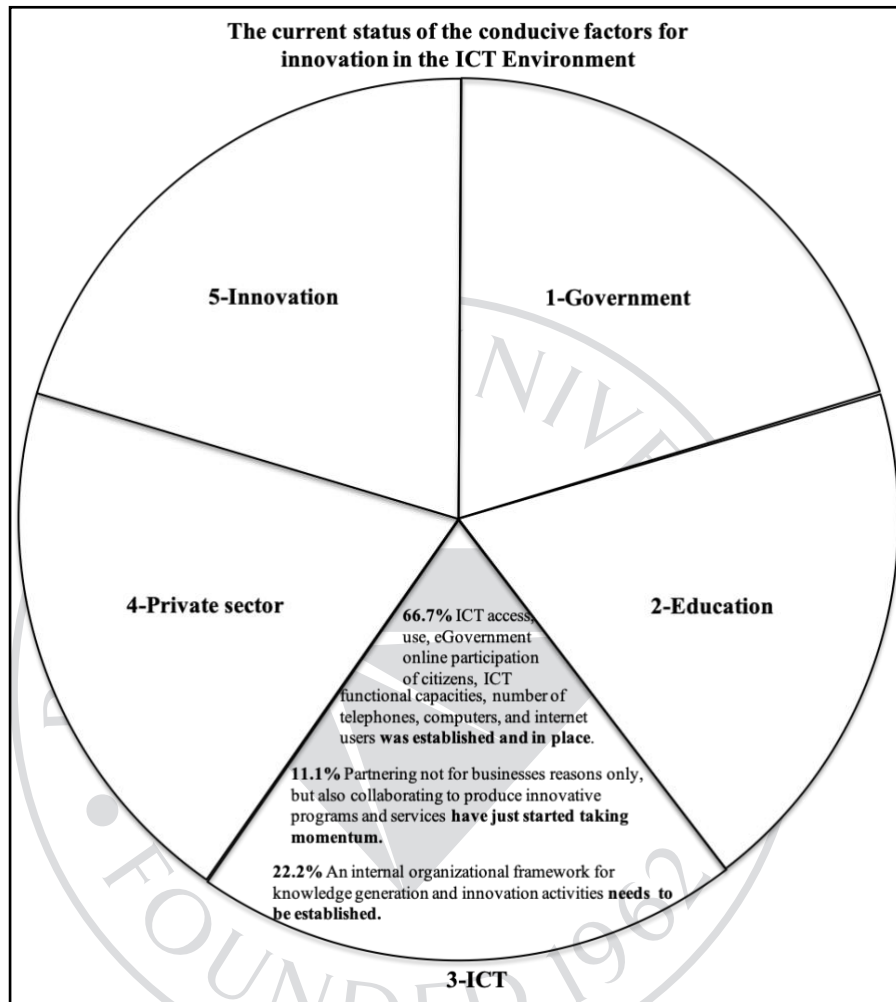 The current status of the conducive factors for
innovation in the ICT Environment
5-Innovation
1-Government
4-Private sector
2-Education
66.7% ICT access,
use, eGovernment
online participation
of citizens, ICT
functional capacities, number of
telephones, computers, and internet
users was established and in place.
11.1% Partnering not for businesses reasons only,
but also collaborating to produce innovative
programs and services have just started taking
momentum.
22.2% An internal organizational framework for
knowledge generation and innovation activities needs to
be established.
3-ICT
NIVE
FOUNDER 1962